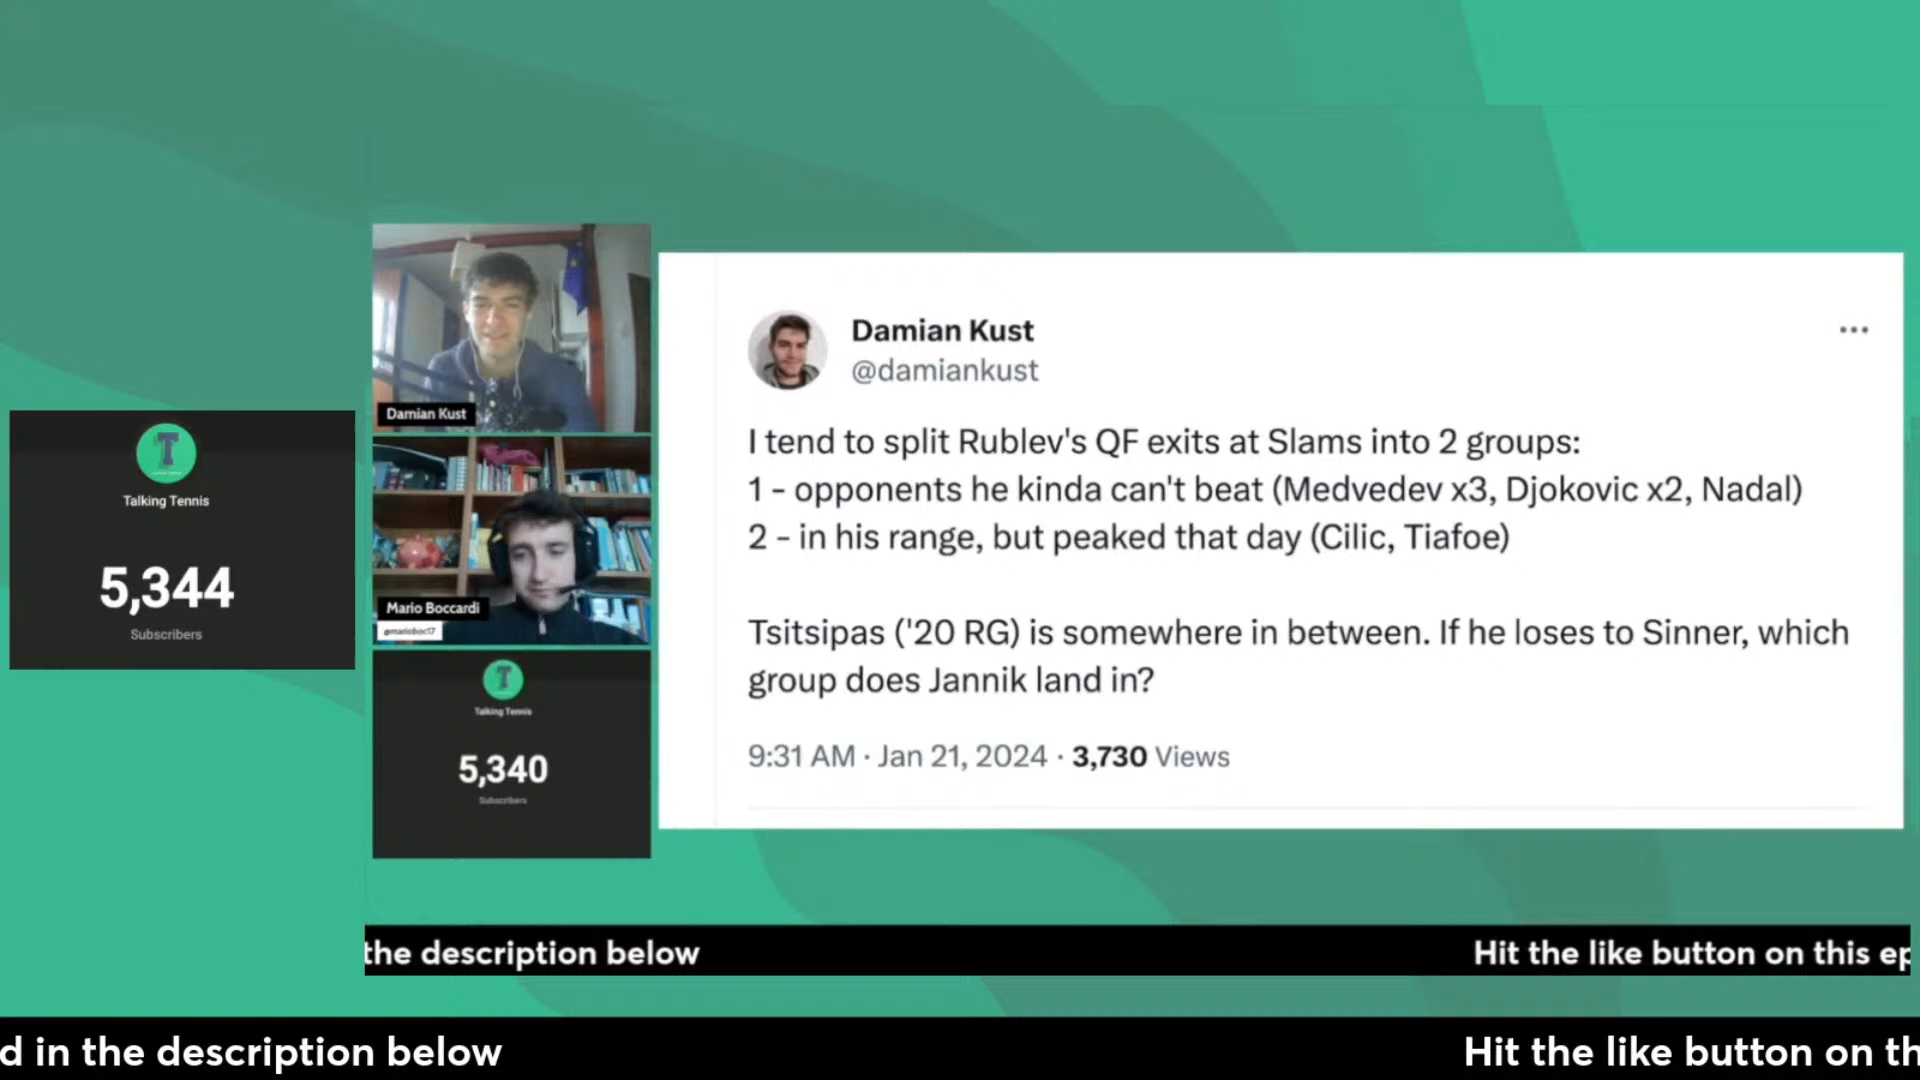 Talking Tennis
5,344
Subscribers
Damian Kust
Mario Boccardi
@marioboc17
Talking Tennis
5,340
Subscribers
Damian Kust
@damiankust
I tend to split Rublev's QF exits at Slams into 2 groups:
1 - opponents he kinda can't beat (Medvedev x3, Djokovic x2, Nadal)
2 - in his range, but peaked that day (Cilic, Tiafoe)
Tsitsipas ('20 RG) is somewhere in between. If he loses to Sinner, which
group does Jannik land in?
9:31 AM · Jan 21, 2024 · 3,730 Views
the description below Hit the like button on this ep
d in the description below Hit the like button on th